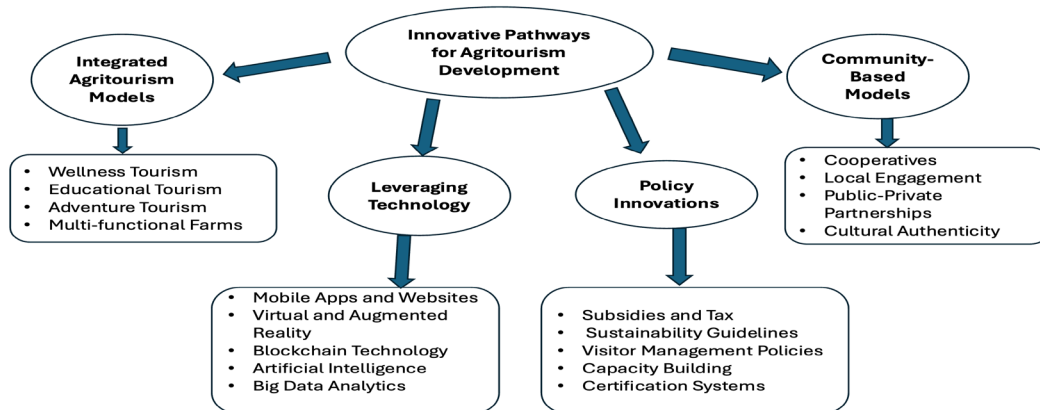 Innovative Pathways
for Agritourism
Development
Integrated
Agritourism
Models
• Wellness Tourism
• Educational Tourism
• Adventure Tourism
• Multi-functional Farms
Leveraging
Technology
• Mobile Apps and Websites
• Virtual and Augmented
Reality
• Blockchain Technology
• Artificial Intelligence
• Big Data Analytics
Policy
Innovations
• Subsidies and Tax
• Sustainability Guidelines
• Visitor Management Policies
• Capacity Building
• Certification Systems
Community-
Based
Models
• Cooperatives
• Local Engagement
• Public-Private
Partnerships
• Cultural Authenticity